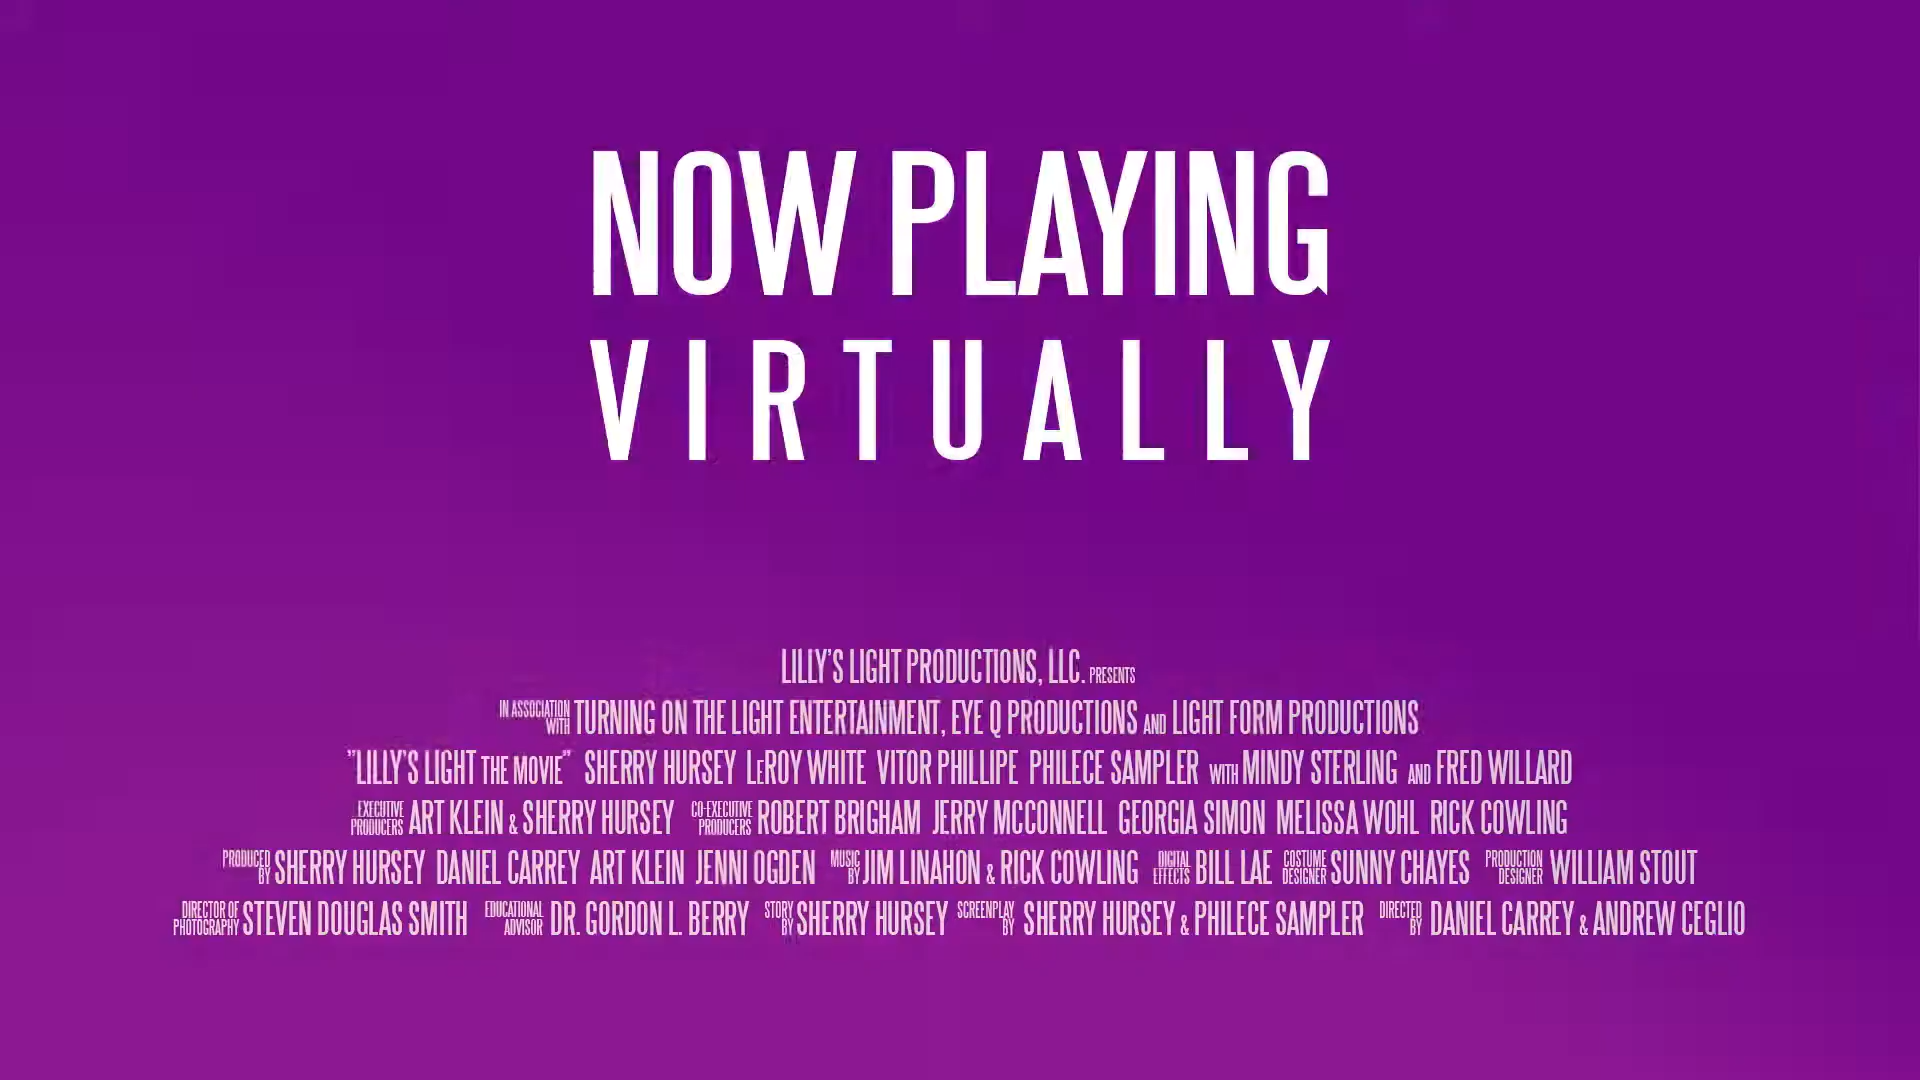 NOW PLAYING
VIRTUALLY
LILLY'S LIGHT PRODUCTIONS, LLC. PRESENTS
IN ASSOCIATION WITH TURNING ON THE LIGHT ENTERTAINMENT, EYE Q PRODUCTIONS AND LIGHT FORM PRODUCTIONS
"LILLY'S LIGHT THE MOVIE" SHERRY HURSEY LeROY WHITE VITOR PHILLIPE PHILECE SAMPLER WITH MINDY STERLING AND FRED WILLARD
EXECUTIVE PRODUCERS ART KLEIN & SHERRY HURSEY CO-EXECUTIVE PRODUCERS ROBERT BRIGHAM JERRY MCCONNELL GEORGIA SIMON MELISSA WOHL RICK COWLING
PRODUCED BY SHERRY HURSEY DANIEL CARREY ART KLEIN JENNI OGDEN MUSIC BY JIM LINAHON & RICK COWLING DIGITAL EFFECTS BILL LAE COSTUME DESIGNER SUNNY CHAYES PRODUCTION DESIGNER WILLIAM STOUT
DIRECTOR OF PHOTOGRAPHY STEVEN DOUGLAS SMITH EDUCATIONAL ADVISOR DR. GORDON L. BERRY STORY BY SHERRY HURSEY SCREENPLAY BY SHERRY HURSEY & PHILECE SAMPLER DIRECTED BY DANIEL CARREY & ANDREW CEGLIO